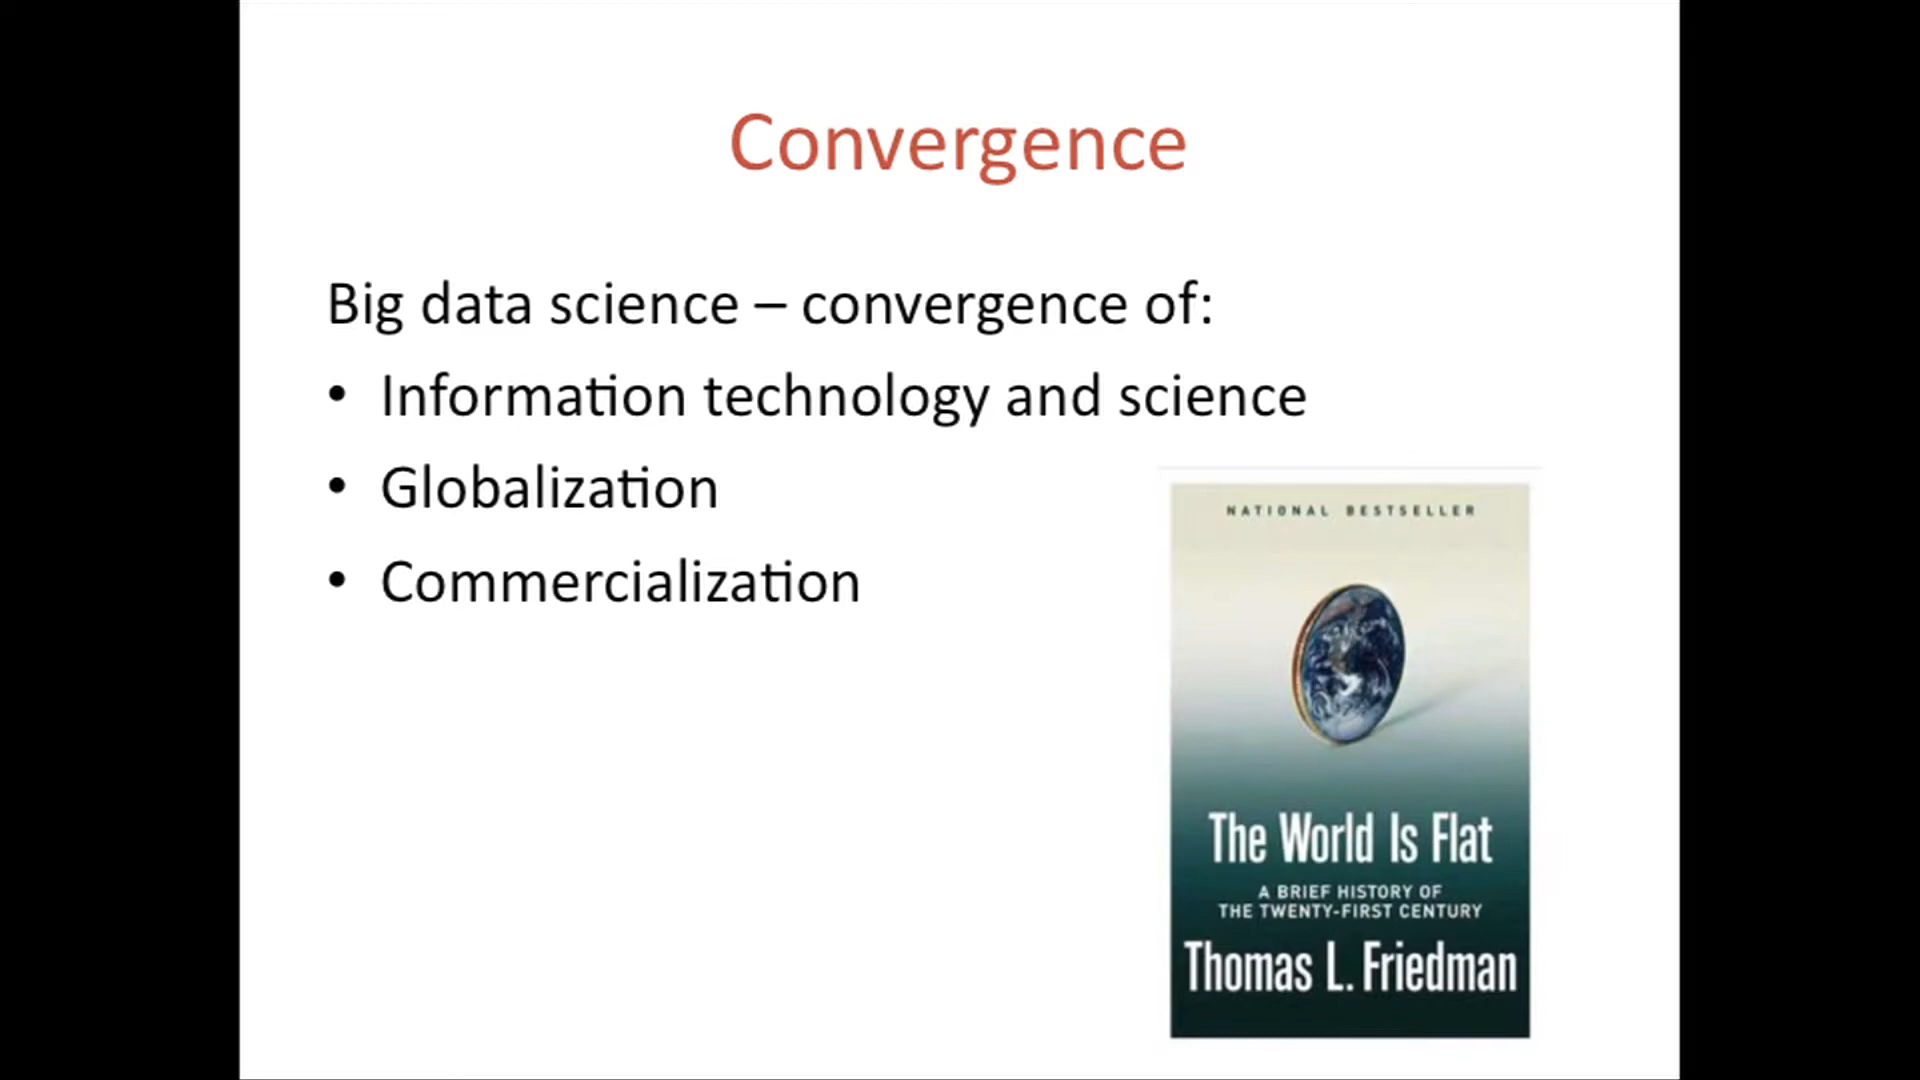 Convergence
Big data science – convergence of:
• Information technology and science
• Globalization
• Commercialization
NATIONAL BESTSELLER
The World Is Flat
A BRIEF HISTORY OF
THE TWENTY-FIRST CENTURY
Thomas L. Friedman